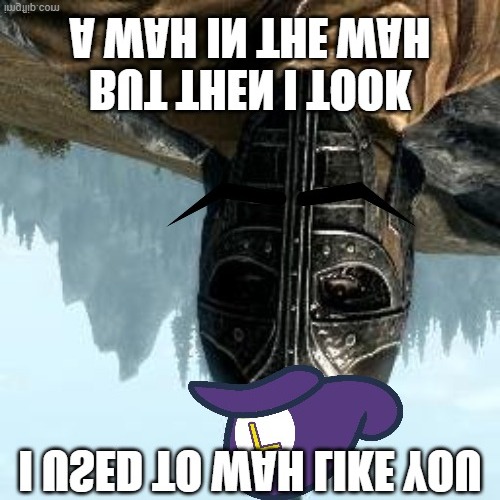 I USED TO WAH LIKE YOU
Γ
BUT THEN I TOOK
A WAH IN THE WAH
imgflip.com